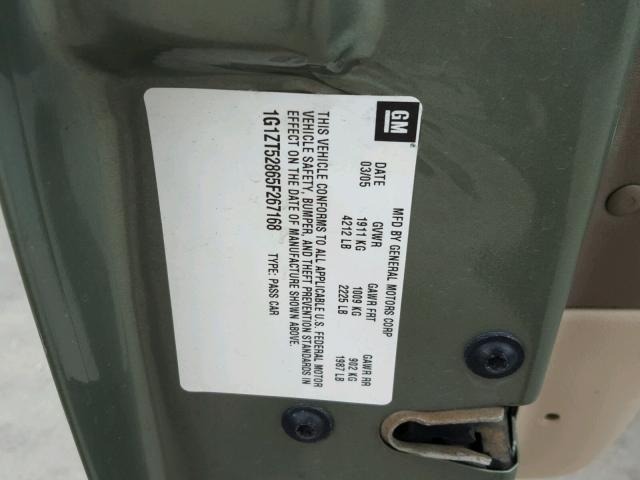 GM
MFD BY GENERAL MOTORS CORP
DATE GVWR GAWR FRT GAWR RR
03/05 1911 KG 1009 KG 902 KG
4212 LB 2225 LB 1987 LB
THIS VEHICLE CONFORMS TO ALL APPLICABLE U.S. FEDERAL MOTOR
VEHICLE SAFETY, BUMPER, AND THEFT PREVENTION STANDARDS IN
EFFECT ON THE DATE OF MANUFACTURE SHOWN ABOVE.
1G1ZT52865F267168 TYPE: PASS CAR